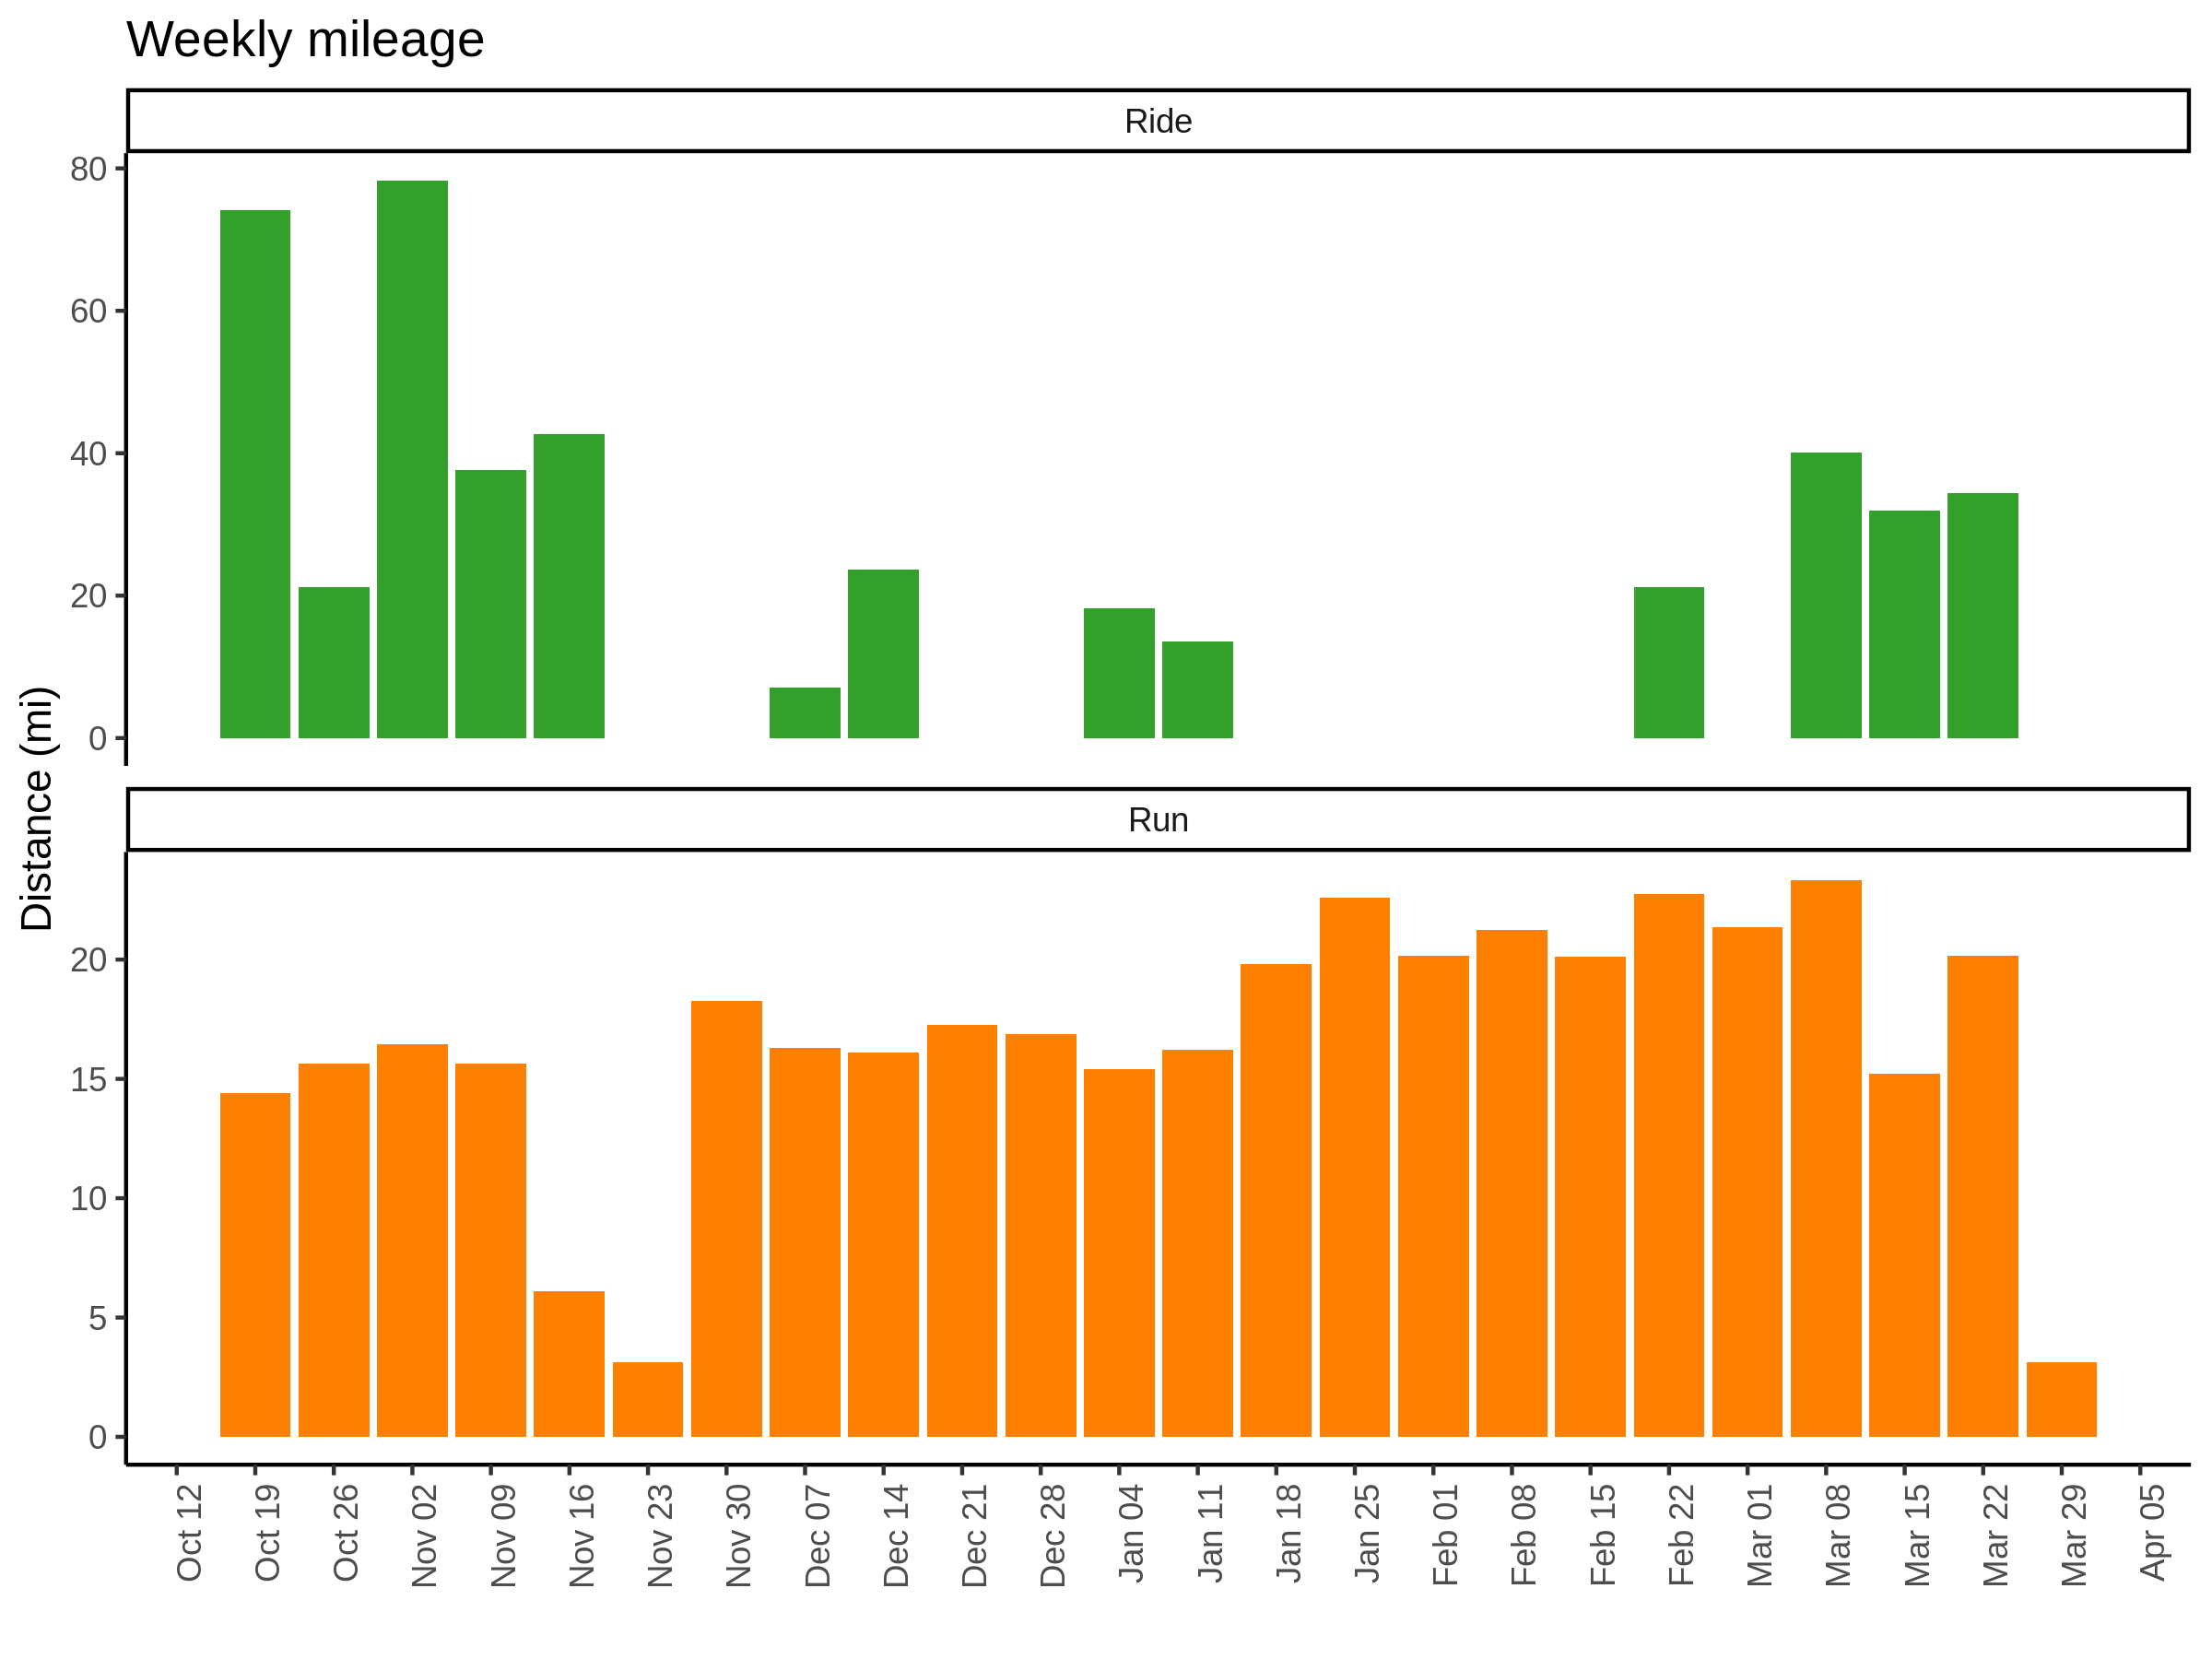 Weekly mileage
Ride
80
60
40
20
0
Distance (mi)
Run
20
15
10
5
0
Oct 12
Oct 19
Oct 26
Nov 02
Nov 09
Nov 16
Nov 23
Nov 30
Dec 07
Dec 14
Dec 21
Dec 28
Jan 04
Jan 11
Jan 18
Jan 25
Feb 01
Feb 08
Feb 15
Feb 22
Mar 01
Mar 08
Mar 15
Mar 22
Mar 29
Apr 05